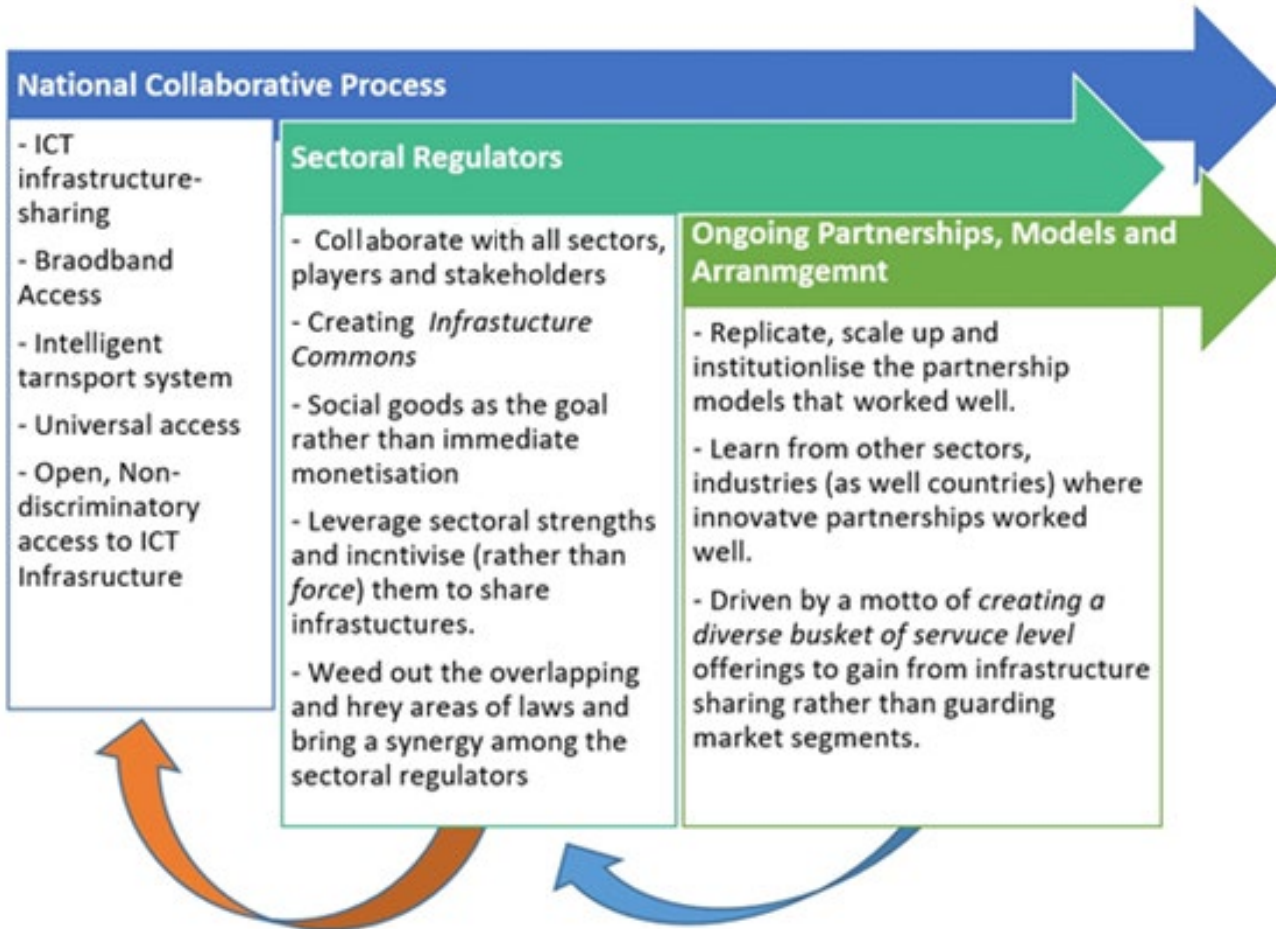 National Collaborative Process
- ICT
infrastructure-
sharing
- Braodband
Access
- Intelligent
tarnsport system
- Universal access
- Open, Non-
discriminatory
access to ICT
Infrasructure
Sectoral Regulators
- Collaborate with all sectors,
players and stakeholders
- Creating Infrastucture
Commons
- Social goods as the goal
rather than immediate
monetisation
- Leverage sectoral strengths
and incntivise (rather than
force) them to share
infrastuctures.
- Weed out the overlapping
and hrey areas of laws and
bring a synergy among the
sectoral regulators
Ongoing Partnerships, Models and
Arranmgemnt
- Replicate, scale up and
institutionlise the partnership
models that worked well.
- Learn from other sectors,
industries (as well countries) where
innovatve partnerships worked
well.
- Driven by a motto of creating a
diverse busket of servuce level
offerings to gain from infrastructure
sharing rather than guarding
market segments.